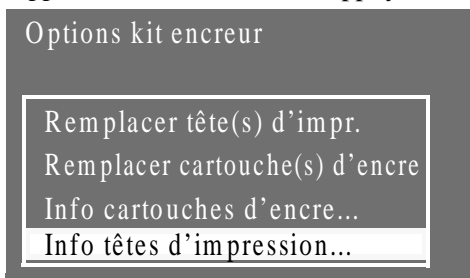 Options kit encreur
Remplacer tête(s) d'impr.
Remplacer cartouche(s) d'encre
Info cartouches d'encre...
Info têtes d'impression...